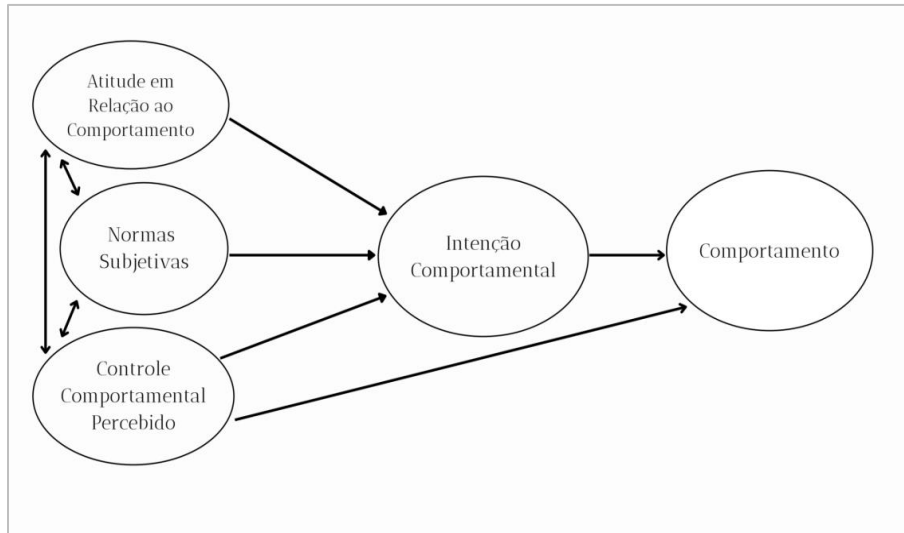 Atitude em
Relação ao
Comportamento
Normas
Subjetivas
Controle
Comportamental
Percebido
Intenção
Comportamental
Comportamento